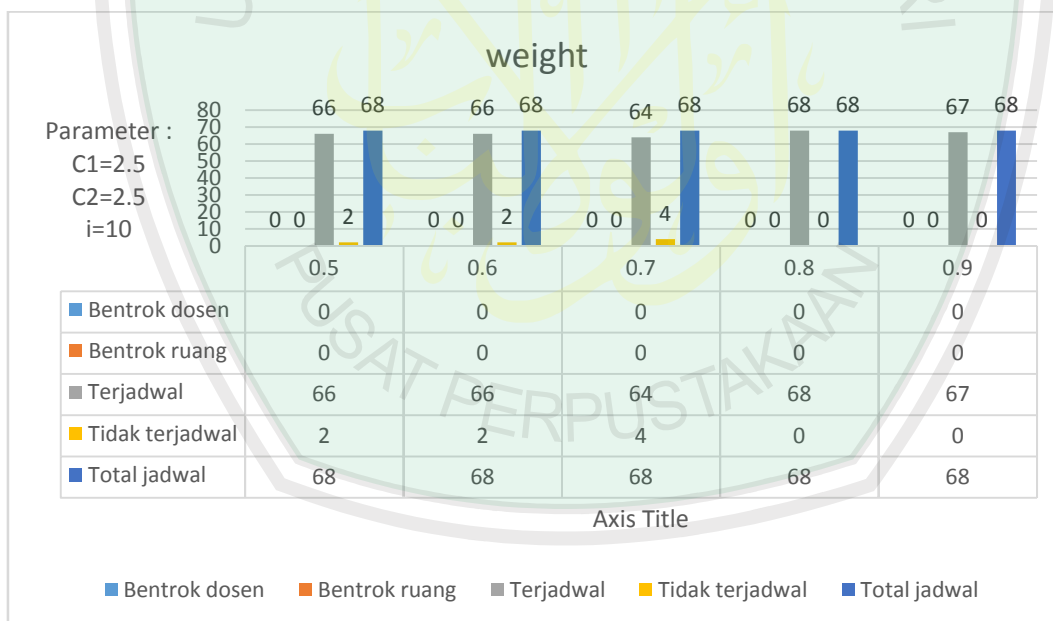 weight
Parameter :
C1=2.5
C2=2.5
i=10
80
70
60
50
40
30
20
10
0
0 0 66 2 68
0 0 66 2 68
0 0 64 4 68
0 0 68 0 68
0 0 67 0 68
0.5 0.6 0.7 0.8 0.9
Bentrok dosen 0 0 0 0 0
Bentrok ruang 0 0 0 0 0
Terjadwal 66 66 64 68 67
Tidak terjadwal 2 2 4 0 0
Total jadwal 68 68 68 68 68
Axis Title
Bentrok dosen Bentrok ruang Terjadwal Tidak terjadwal Total jadwal
PUSAT PERPUSTAKAAN